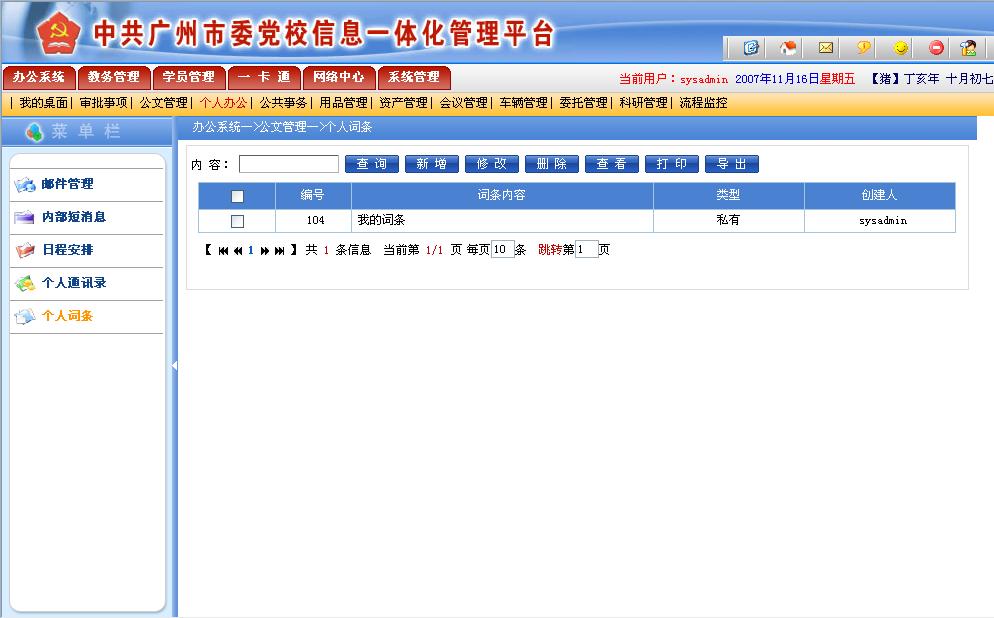 中共广州市委党校信息一体化管理平台
办公系统 教务管理 学员管理 一 卡 通 网络中心 系统管理
当前用户：sysadmin 2007年11月16日星期五 【猪】丁亥年 十月初七
| 我的桌面| 审批事项| 公文管理| 个人办公| 公共事务| 用品管理| 资产管理| 会议管理| 车辆管理| 委托管理| 科研管理| 流程监控
菜 单 栏
办公系统—>公文管理—>个人词条
邮件管理
内部短消息
日程安排
个人通讯录
个人词条
内 容： 查 询 新 增 修 改 删 除 查 看 打 印 导 出
编号 词条内容 类型 创建人
104 我的词条 私有 sysadmin
【 1 】 共 1 条信息 当前第 1/1 页 每页10条 跳转第1页